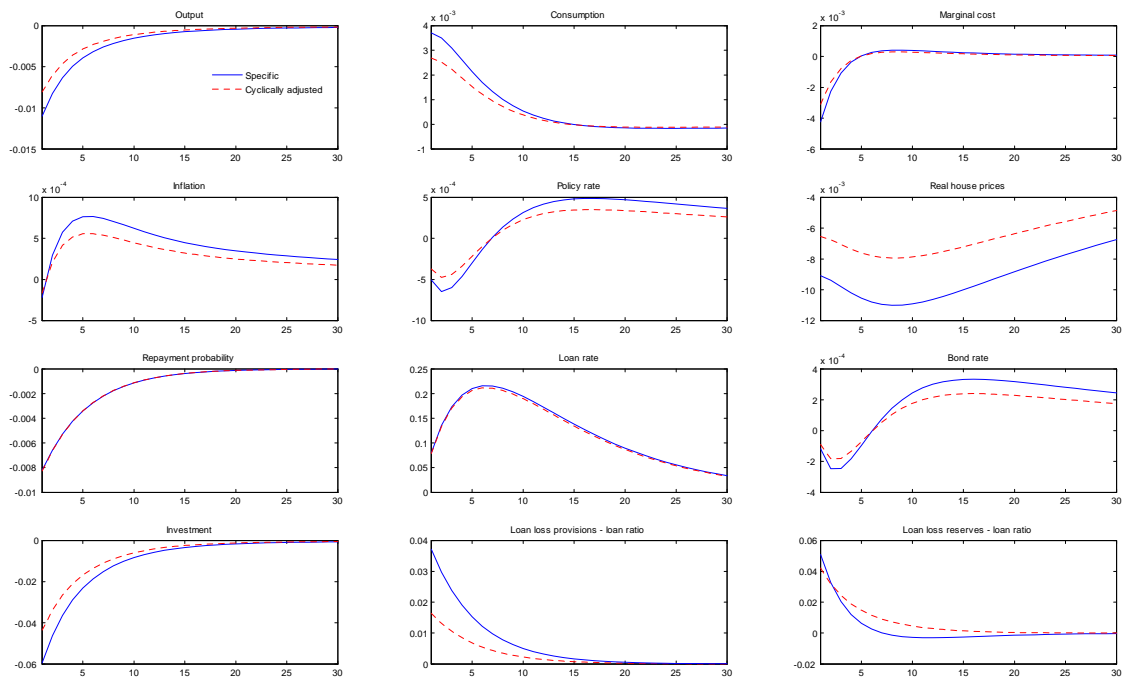 Output
Consumption
Marginal cost
x 10^-3
x 10^-3
0
-0.005
-0.01
-0.015
5 10 15 20 25 30
Specific
Cyclically adjusted
4
3
2
1
0
-1
5 10 15 20 25 30
2
0
-2
-4
-6
5 10 15 20 25 30
Inflation
Policy rate
Real house prices
x 10^-4
x 10^-4
x 10^-3
10
5
0
-5
5 10 15 20 25 30
5
0
-5
-10
5 10 15 20 25 30
-4
-6
-8
-10
-12
5 10 15 20 25 30
Repayment probability
Loan rate
Bond rate
x 10^-4
0
-0.002
-0.004
-0.006
-0.008
-0.01
5 10 15 20 25 30
0.25
0.2
0.15
0.1
0.05
0
5 10 15 20 25 30
4
2
0
-2
-4
5 10 15 20 25 30
Investment
Loan loss provisions - loan ratio
Loan loss reserves - loan ratio
0
-0.02
-0.04
-0.06
5 10 15 20 25 30
0.04
0.03
0.02
0.01
0
5 10 15 20 25 30
0.06
0.04
0.02
0
-0.02
5 10 15 20 25 30